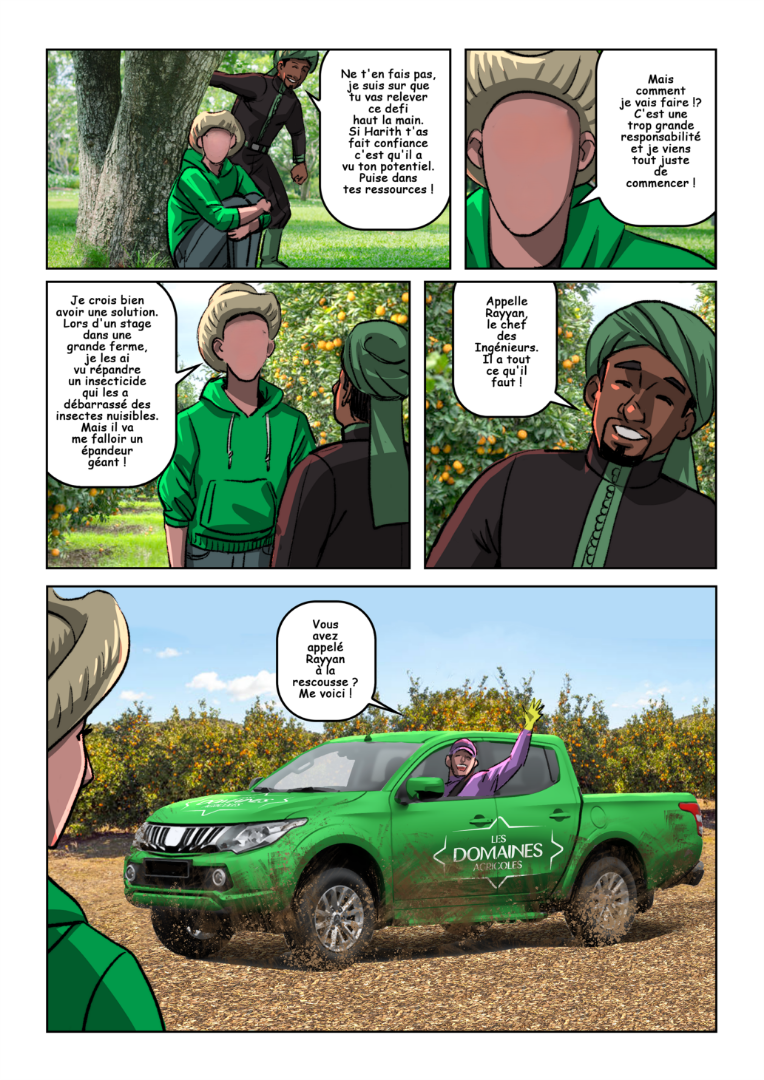 Ne t'en fais pas,
je suis sur que
tu vas relever
ce defi
haut la main.
Si Harith t'as
fait confiance
c'est qu'il a
vu ton potentiel.
Puise dans
tes ressources !
Mais
comment
je vais faire !?
C'est une
trop grande
responsabilité
et je viens
tout juste
de
commencer !
Je crois bien
avoir une solution.
Lors d'un stage
dans une
grande ferme,
je les ai
vu répandre
un insecticide
qui les a
débarrassé des
insectes nuisibles.
Mais il va
me falloir un
épandeur
géant !
Appelle
Rayyan,
le chef
des
Ingénieurs.
Il a tout
ce qu'il
faut !
Vous
avez
appelé
Rayyan
à la
rescousse ?
Me voici !
LES
DOMAINES
AGRICOLES